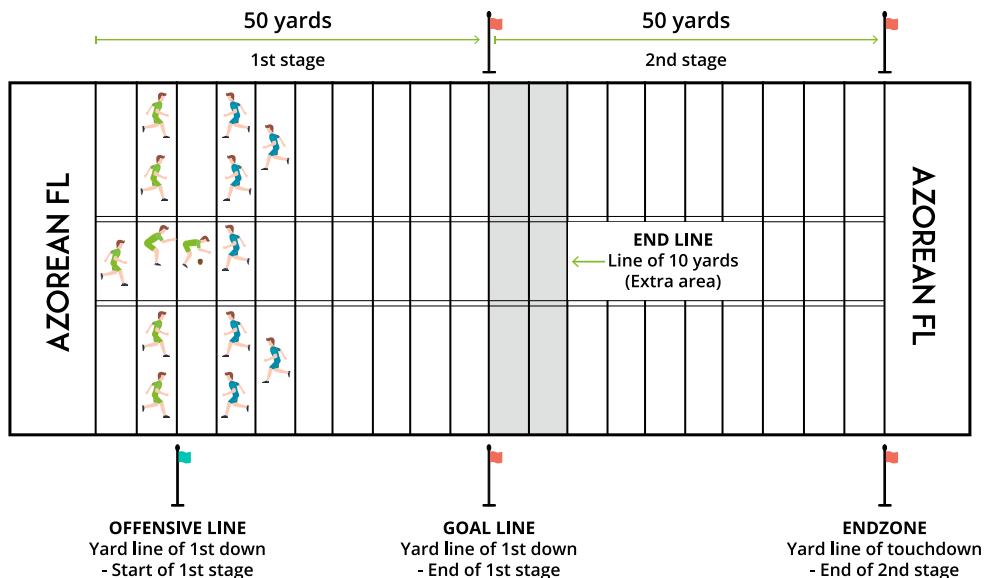 50 yards
1st stage
50 yards
2nd stage
AZOREAN FL
END LINE
Line of 10 yards
(Extra area)
AZOREAN FL
OFFENSIVE LINE
Yard line of 1st down
- Start of 1st stage
GOAL LINE
Yard line of 1st down
- End of 1st stage
ENDZONE
Yard line of touchdown
- End of 2nd stage